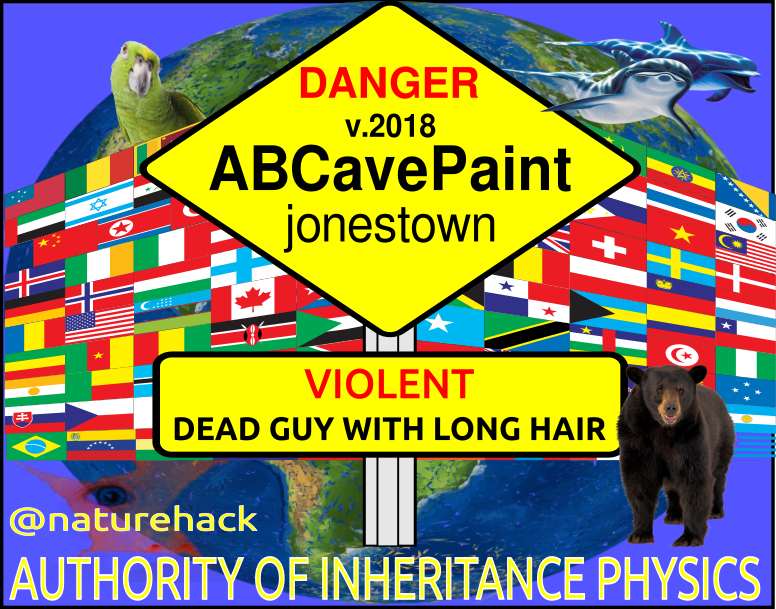 DANGER
v.2018
ABCavePaint
jonestown
VIOLENT
DEAD GUY WITH LONG HAIR
@naturehack
AUTHORITY OF INHERITANCE PHYSICS